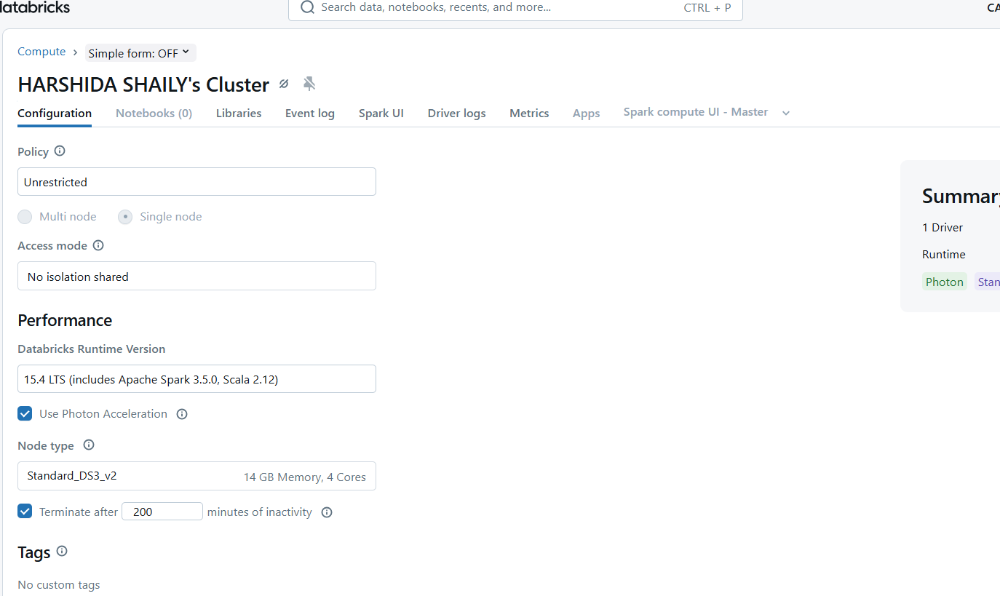 databricks
Search data, notebooks, recents, and more... CTRL + P
Compute › Simple form: OFF
HARSHIDA SHAILY's Cluster
Configuration Notebooks (0) Libraries Event log Spark UI Driver logs Metrics Apps Spark compute UI - Master
Policy
Unrestricted
Multi node Single node
Access mode
No isolation shared
Performance
Databricks Runtime Version
15.4 LTS (includes Apache Spark 3.5.0, Scala 2.12)
Use Photon Acceleration
Node type
Standard_DS3_v2 14 GB Memory, 4 Cores
Terminate after 200 minutes of inactivity
Tags
No custom tags
Summary
1 Driver
Runtime
Photon